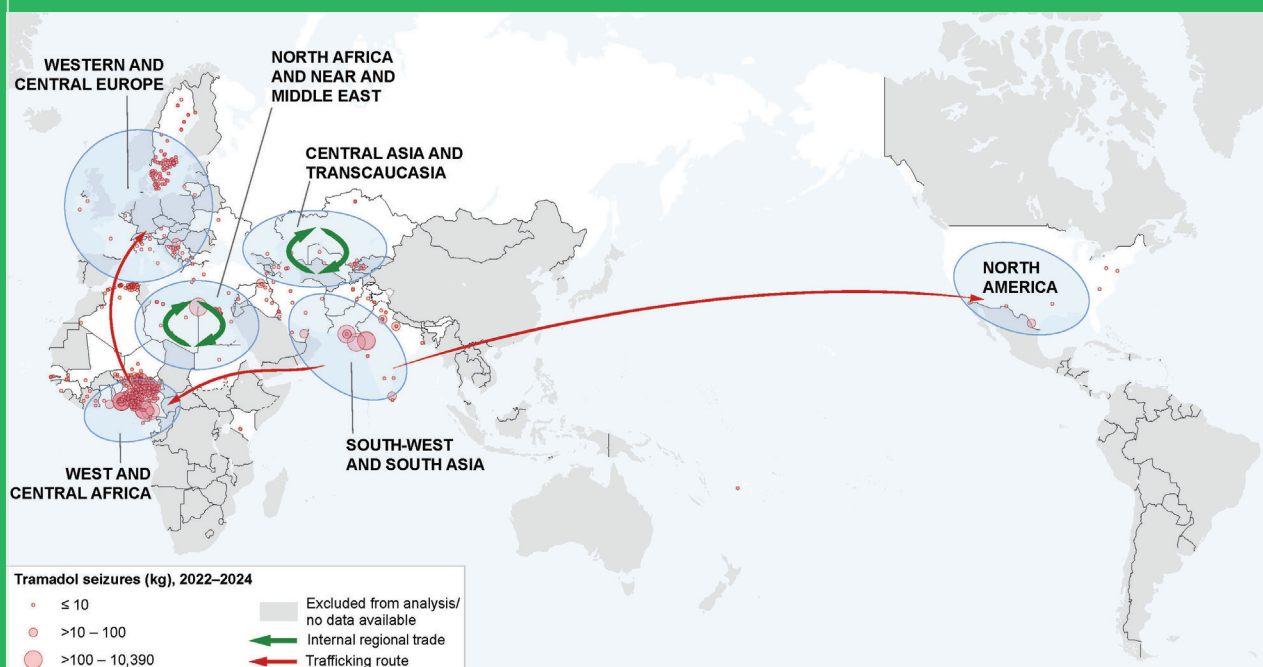 WESTERN AND
CENTRAL EUROPE
NORTH AFRICA
AND NEAR AND
MIDDLE EAST
CENTRAL ASIA AND
TRANSCAUCASIA
NORTH
AMERICA
SOUTH-WEST
AND SOUTH ASIA
WEST AND
CENTRAL AFRICA
Tramadol seizures (kg), 2022–2024
≤ 10
>10 – 100
>100 – 10,390
Excluded from analysis/
no data available
Internal regional trade
Trafficking route